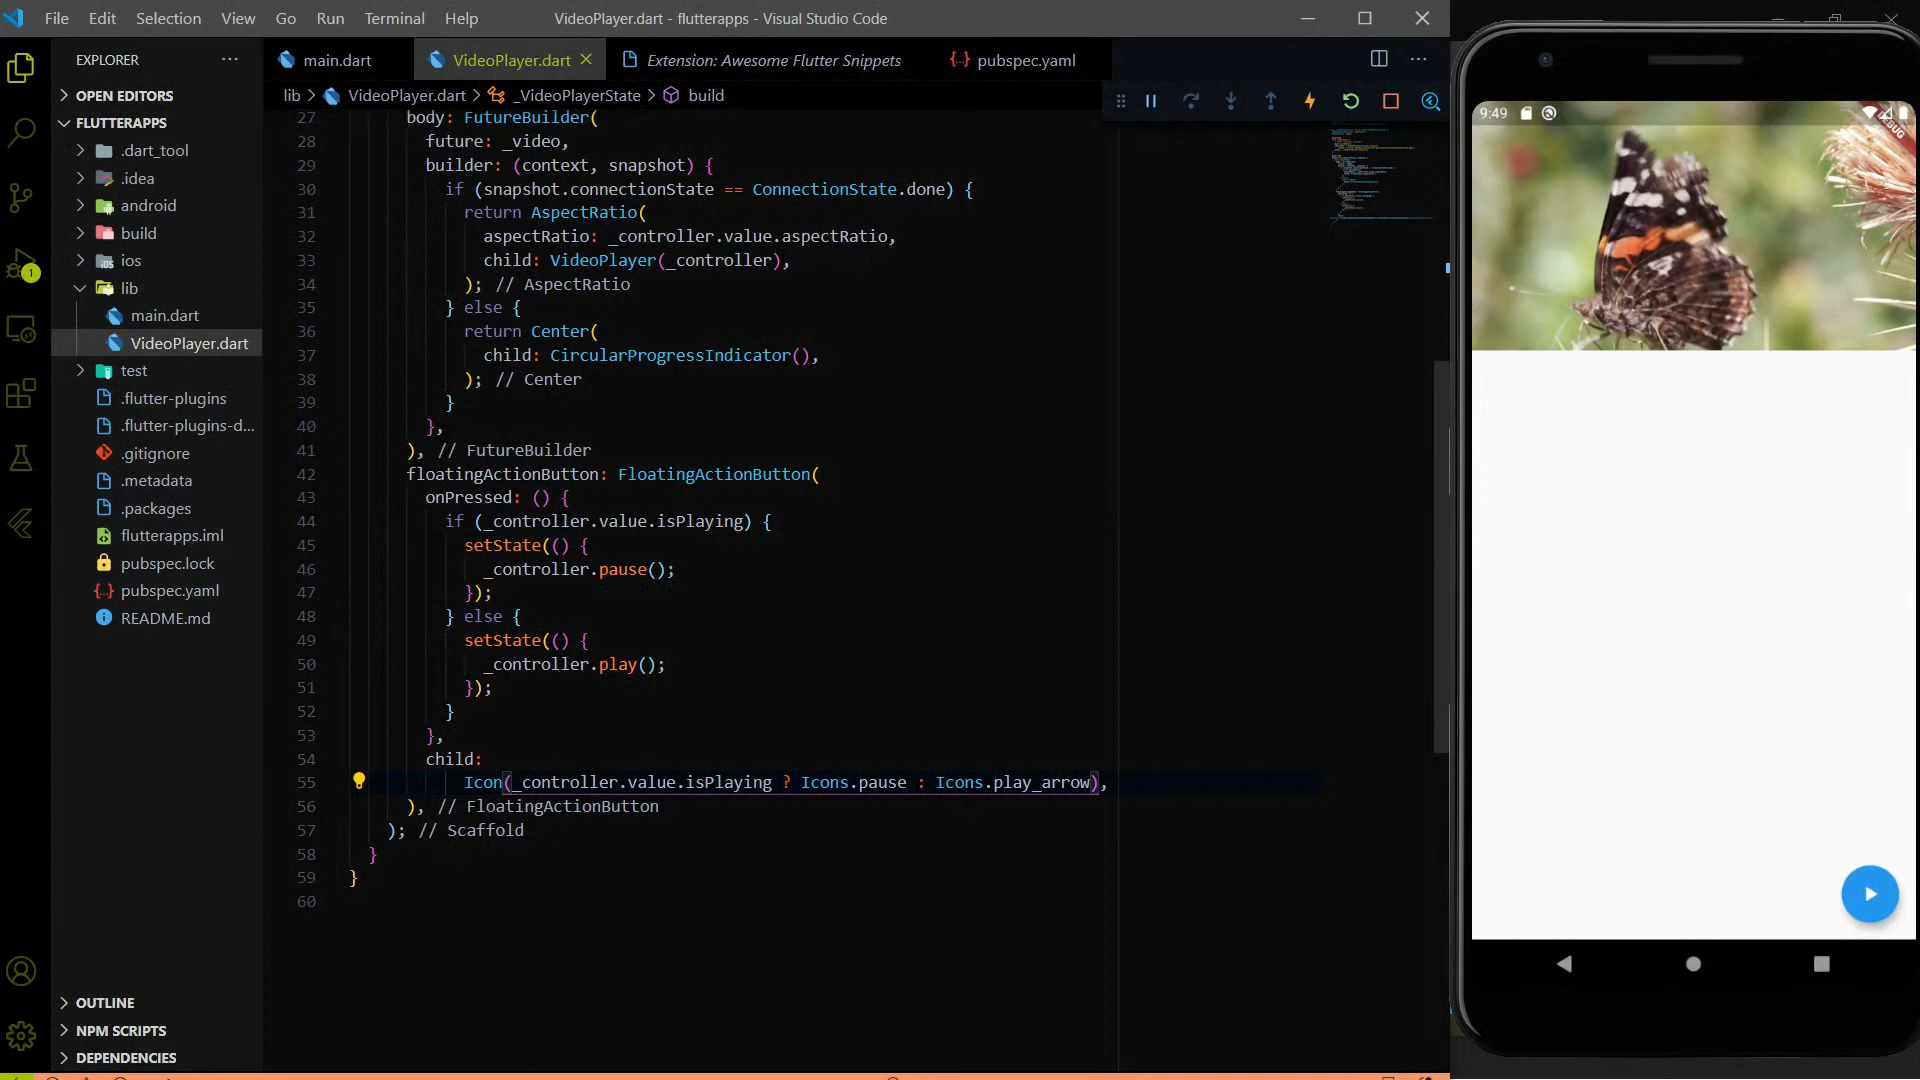 File Edit Selection View Go Run Terminal Help
VideoPlayer.dart - flutterapps - Visual Studio Code
EXPLORER
OPEN EDITORS
FLUTTERAPPS
.dart_tool
.idea
android
build
ios
lib
main.dart
VideoPlayer.dart
test
.flutter-plugins
.flutter-plugins-d...
.gitignore
.metadata
.packages
flutterapps.iml
pubspec.lock
pubspec.yaml
README.md
OUTLINE
NPM SCRIPTS
DEPENDENCIES
1
main.dart VideoPlayer.dart Extension: Awesome Flutter Snippets pubspec.yaml
lib > VideoPlayer.dart > _VideoPlayerState > build
27 body: FutureBuilder(
28 future: _video,
29 builder: (context, snapshot) {
30 if (snapshot.connectionState == ConnectionState.done) {
31 return AspectRatio(
32 aspectRatio: _controller.value.aspectRatio,
33 child: VideoPlayer(_controller),
34 ); // AspectRatio
35 } else {
36 return Center(
37 child: CircularProgressIndicator(),
38 ); // Center
39 }
40 },
41 ), // FutureBuilder
42 floatingActionButton: FloatingActionButton(
43 onPressed: () {
44 if (_controller.value.isPlaying) {
45 setState(() {
46 _controller.pause();
47 });
48 } else {
49 setState(() {
50 _controller.play();
51 });
52 }
53 },
54 child:
55 Icon(_controller.value.isPlaying ? Icons.pause : Icons.play_arrow),
56 ), // FloatingActionButton
57 ); // Scaffold
58 }
59 }
60
9:49
DEBUG